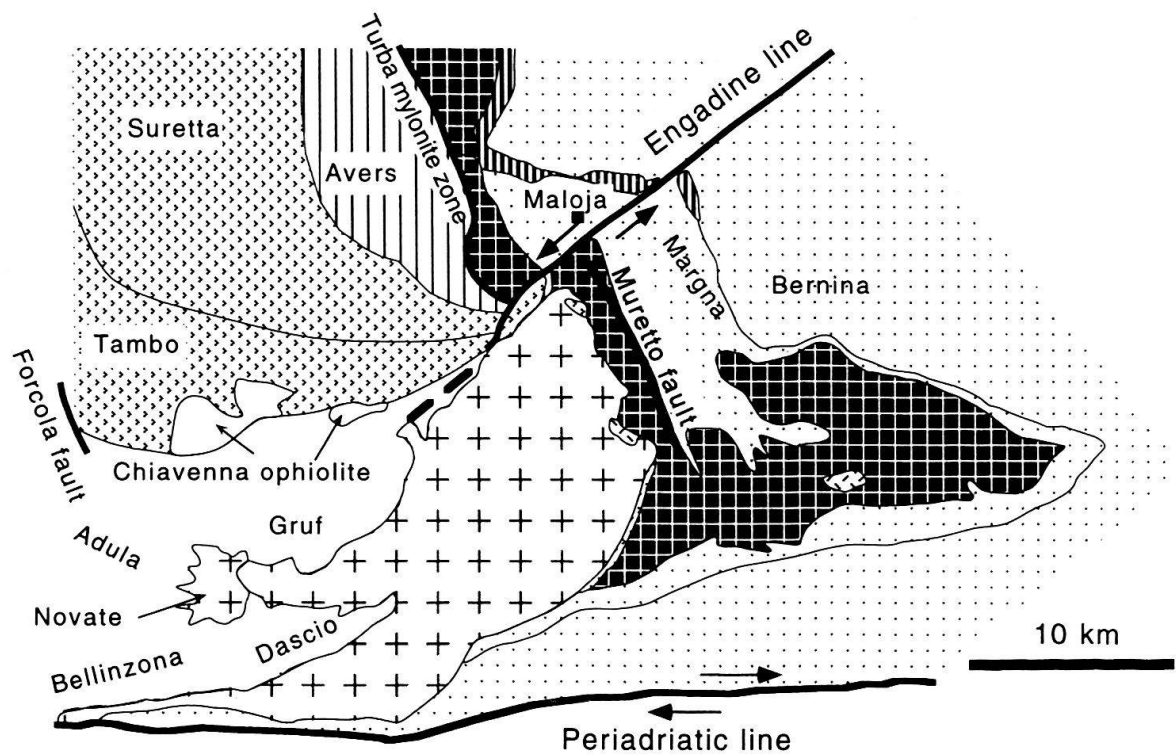 Turba mylonite zone
Engadine line
Suretta
Avers
Maloja
Margna
Bernina
Muretto fault
Tambo
Forcola fault
Chiavenna ophiolite
Gruf
Adula
Novate
Dascio
Bellinzona
10 km
Periadriatic line